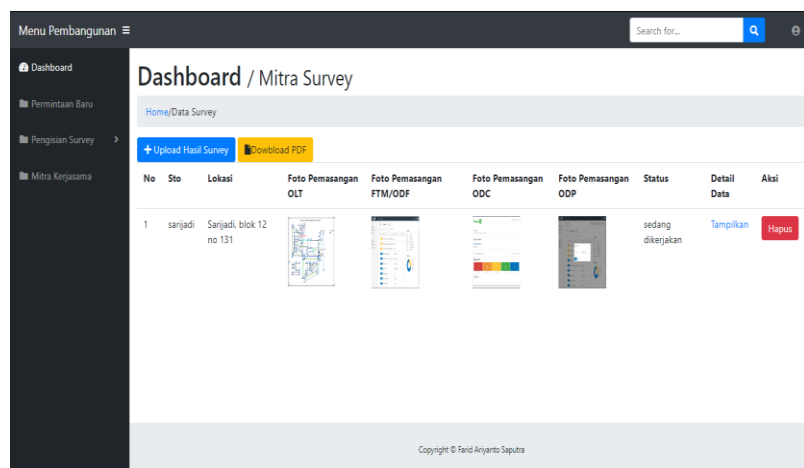 Menu Pembangunan
Search for...
Dashboard
Permintaan Baru
Pengisian Survey
Mitra Kerjasama
Dashboard / Mitra Survey
Home/Data Survey
Upload Hasil Survey
Dowbload PDF
No Sto Lokasi Foto Pemasangan Foto Pemasangan Foto Pemasangan Foto Pemasangan Status Detail Aksi
OLT FTM/ODF ODC ODP Data
1 sarijadi Sarijadi, blok 12 sedang Tampilkan Hapus
no 131 dikerjakan
Copyright © Farid Ariyanto Saputra